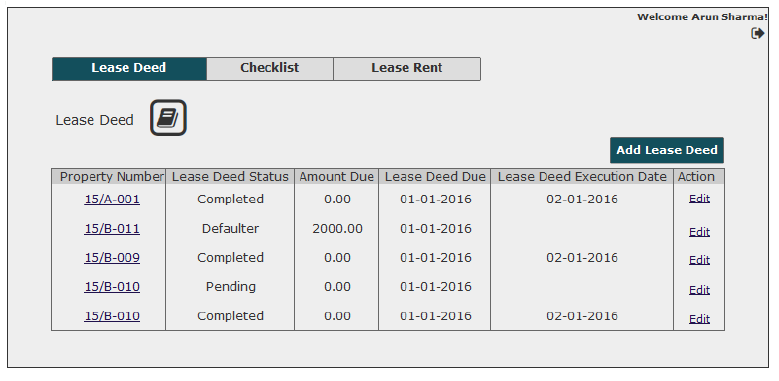 Welcome Arun Sharma!
Lease Deed Checklist Lease Rent
Lease Deed
Add Lease Deed
Property Number Lease Deed Status Amount Due Lease Deed Due Lease Deed Execution Date Action
15/A-001 Completed 0.00 01-01-2016 02-01-2016 Edit
15/B-011 Defaulter 2000.00 01-01-2016 Edit
15/B-009 Completed 0.00 01-01-2016 02-01-2016 Edit
15/B-010 Pending 0.00 01-01-2016 Edit
15/B-010 Completed 0.00 01-01-2016 02-01-2016 Edit